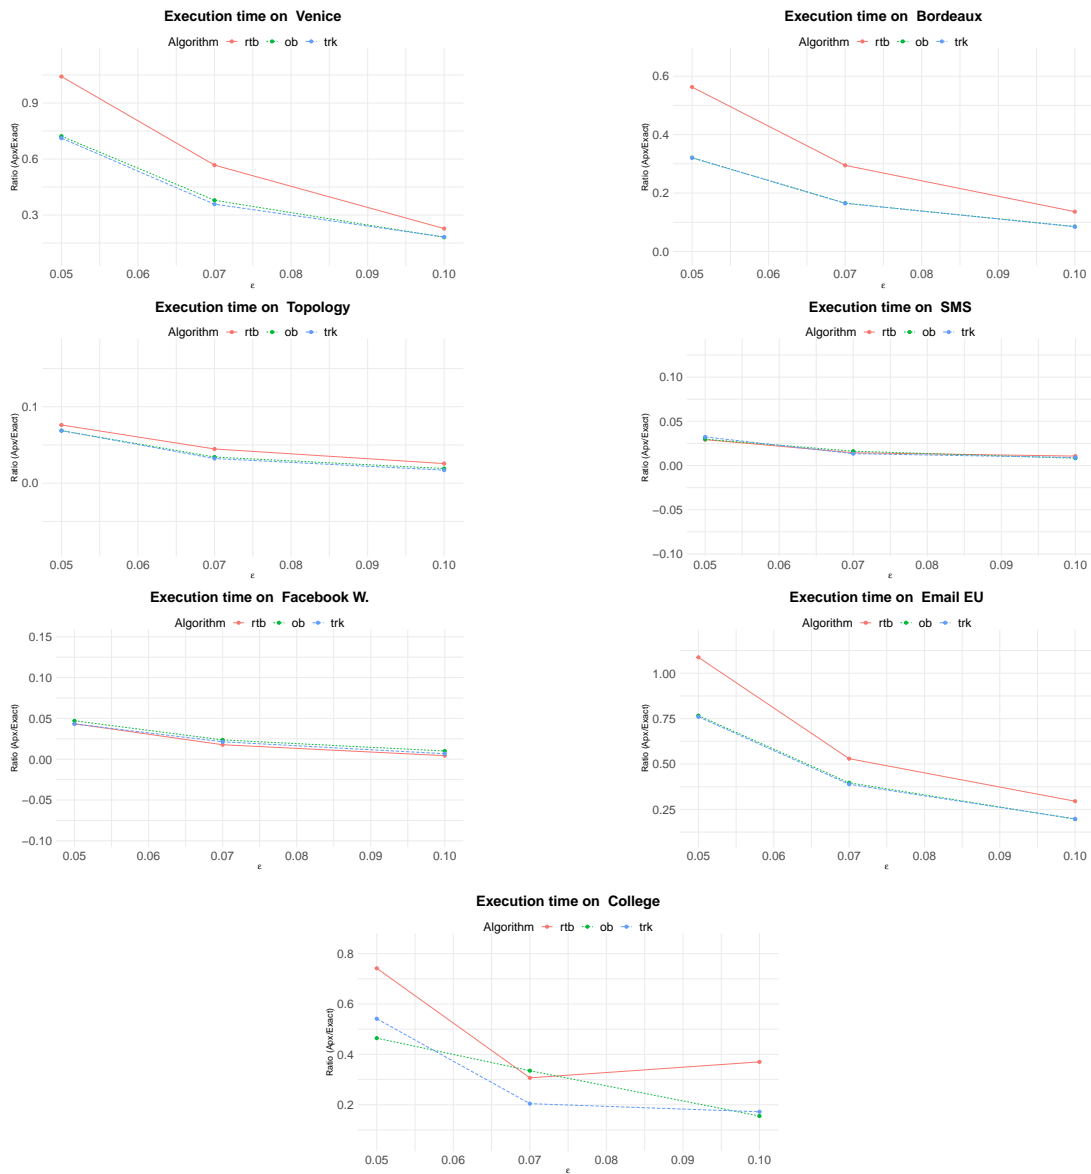 Execution time on Venice
Algorithm rtb ob trk
Ratio (Apx/Exact)
0.9
0.6
0.3
0.05 0.06 0.07 0.08 0.09 0.10
ε
Execution time on Bordeaux
Algorithm rtb ob trk
Ratio (Apx/Exact)
0.6
0.4
0.2
0.0
0.05 0.06 0.07 0.08 0.09 0.10
ε
Execution time on Topology
Algorithm rtb ob trk
Ratio (Apx/Exact)
0.1
0.0
0.05 0.06 0.07 0.08 0.09 0.10
ε
Execution time on SMS
Algorithm rtb ob trk
Ratio (Apx/Exact)
0.10
0.05
0.00
−0.05
−0.10
0.05 0.06 0.07 0.08 0.09 0.10
ε
Execution time on Facebook W.
Algorithm rtb ob trk
Ratio (Apx/Exact)
0.15
0.10
0.05
0.00
−0.05
−0.10
0.05 0.06 0.07 0.08 0.09 0.10
ε
Execution time on Email EU
Algorithm rtb ob trk
Ratio (Apx/Exact)
1.00
0.75
0.50
0.25
0.05 0.06 0.07 0.08 0.09 0.10
ε
Execution time on College
Algorithm rtb ob trk
Ratio (Apx/Exact)
0.8
0.6
0.4
0.2
0.05 0.06 0.07 0.08 0.09 0.10
ε